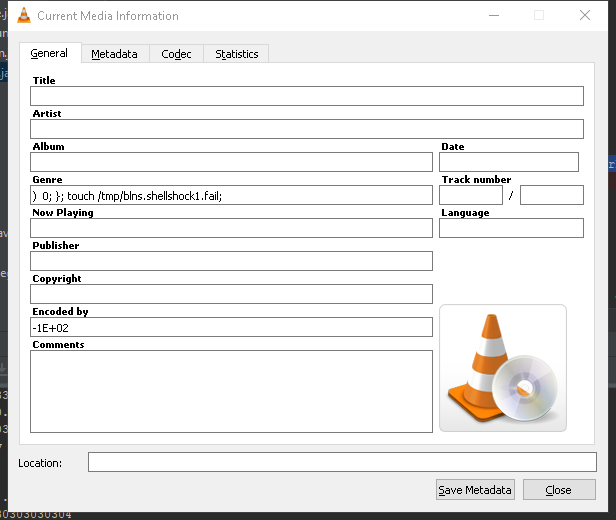 Current Media Information
General Metadata Codec Statistics
Title
Artist
Album Date
Genre Track number
) 0; }; touch /tmp/blns.shellshock1.fail; /
Now Playing Language
Publisher
Copyright
Encoded by
-1E+02
Comments
Location:
Save Metadata Close
80303030304